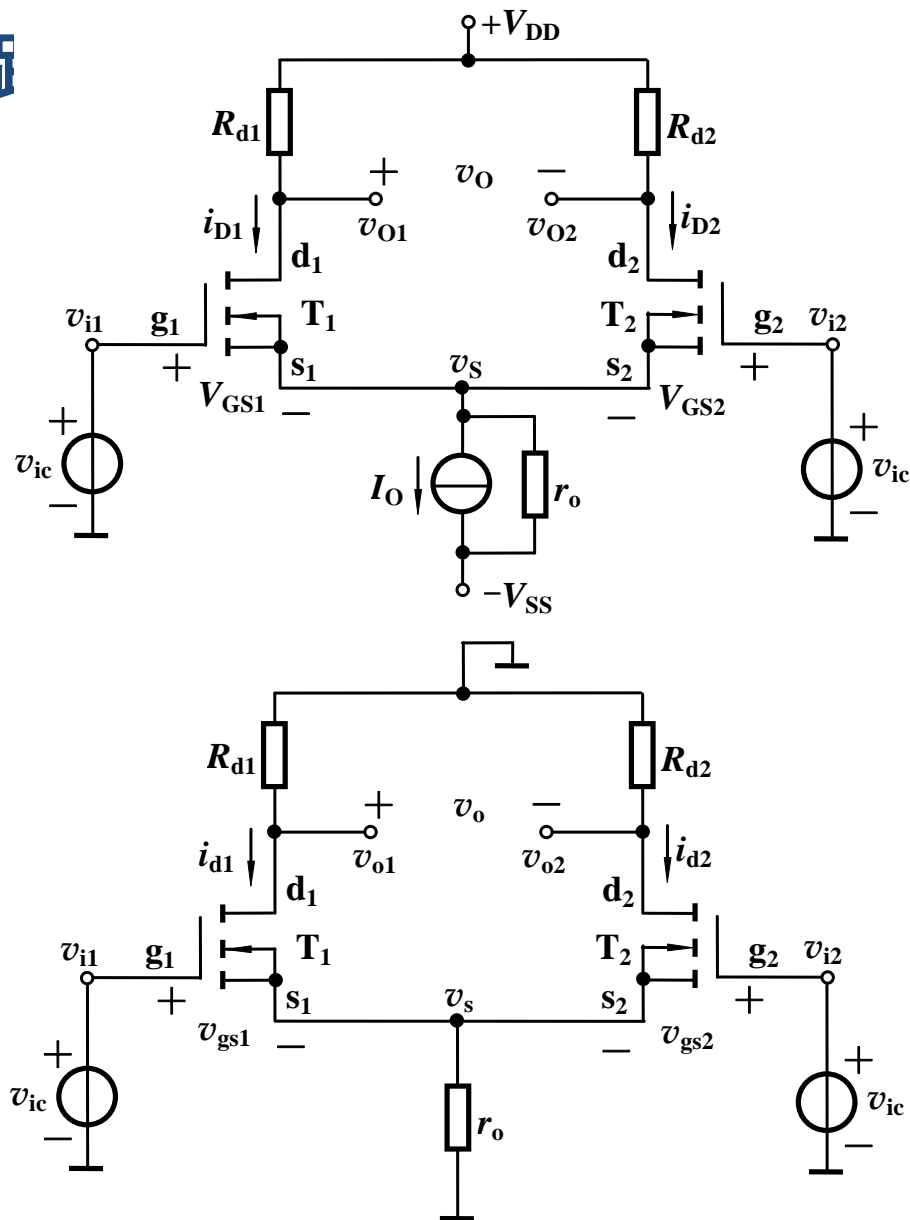 +V_DD
R_d1 R_d2
+ v_O −
i_D1 v_O1 v_O2 i_D2
d_1 d_2
v_i1 g_1 T_1 T_2 g_2 v_i2
+ s_1 v_S s_2 +
V_GS1 − − V_GS2
+ +
v_ic I_O r_o v_ic
− −
−V_SS
R_d1 R_d2
+ v_o −
i_d1 v_o1 v_o2 i_d2
d_1 d_2
v_i1 g_1 T_1 T_2 g_2 v_i2
+ s_1 v_s s_2 +
v_gs1 − − v_gs2
+ +
v_ic r_o v_ic
− −